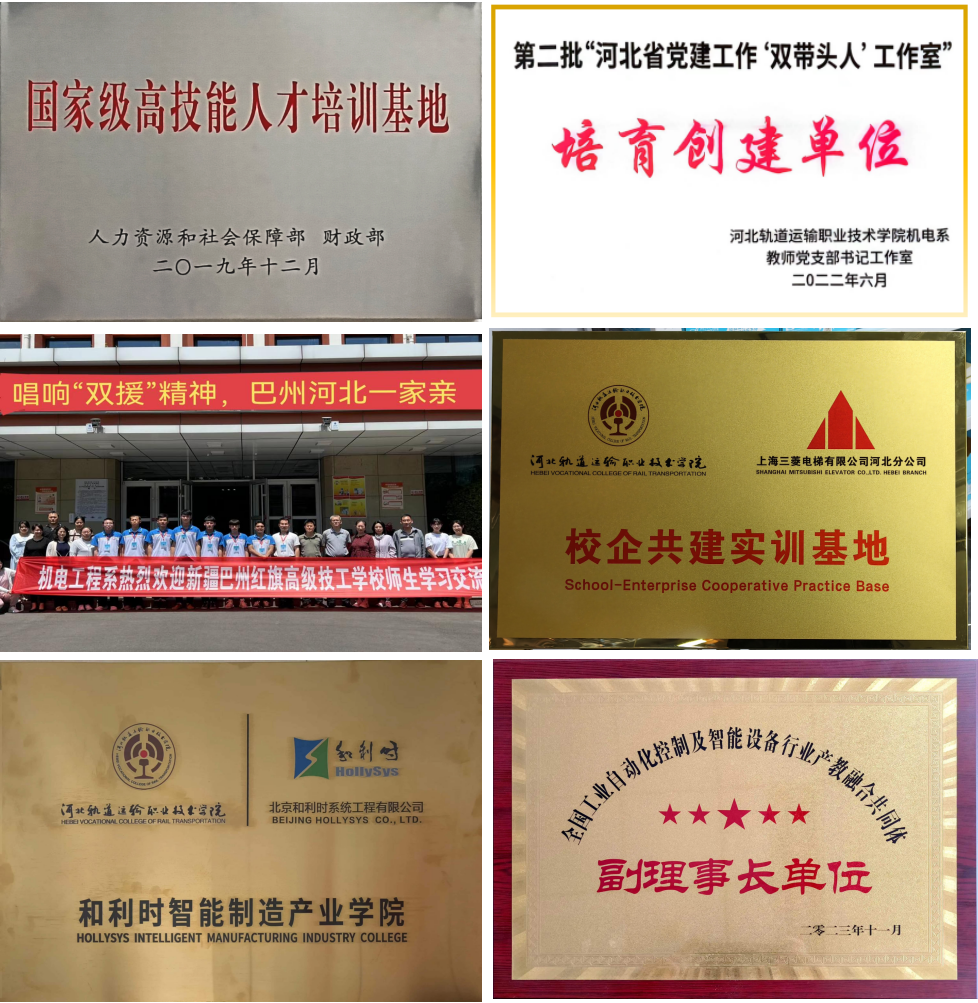 国家级高技能人才培训基地
人力资源和社会保障部 财政部
二〇一九年十二月
第二批“河北省党建工作‘双带头人’工作室”
培育创建单位
河北轨道运输职业技术学院机电系
教师党支部书记工作室
二0二二年六月
唱响“双援”精神，巴州河北一家亲
机电工程系热烈欢迎新疆巴州红旗高级技工学校师生学习交流
河北轨道运输职业技术学院
HEBEI VOCATIONAL COLLEGE OF RAIL TRANSPORTATION
上海三菱电梯有限公司河北分公司
SHANGHAI MITSUBISHI ELEVATOR CO.,LTD. HEBEI BRANCH
校企共建实训基地
School-Enterprise Cooperative Practice Base
河北轨道运输职业技术学院
HEBEI VOCATIONAL COLLEGE OF RAIL TRANSPORTATION
和利时
HollySys
北京和利时系统工程有限公司
BEIJING HOLLYSYS CO., LTD.
和利时智能制造产业学院
HOLLYSYS INTELLIGENT MANUFACTURING INDUSTRY COLLEGE
全国工业自动化控制及智能设备行业产教融合共同体
副理事长单位
二零二三年十一月